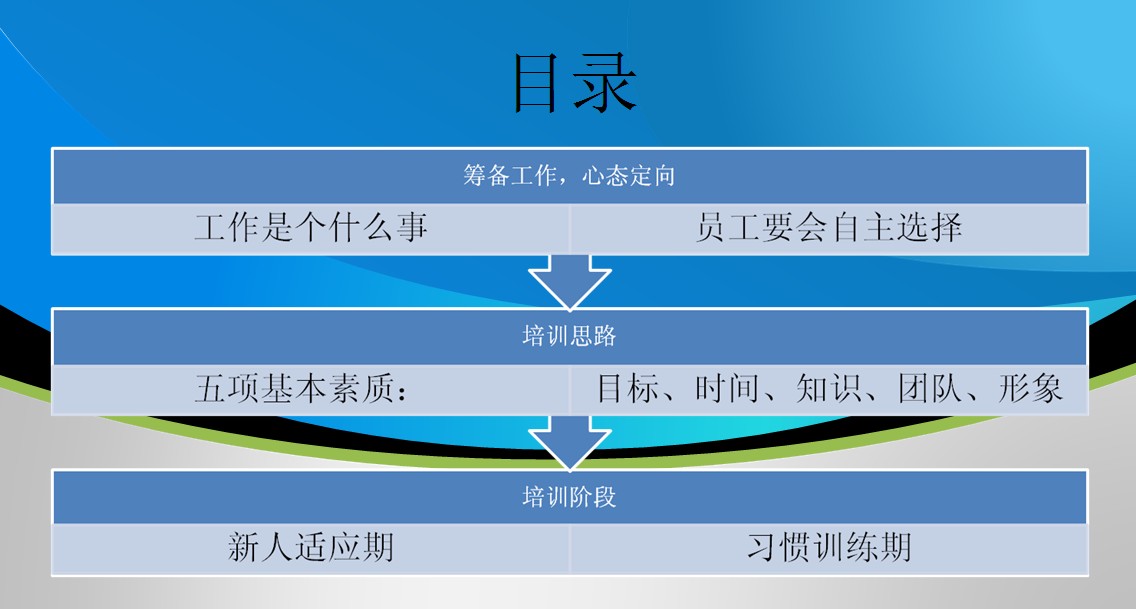 目录
筹备工作，心态定向
工作是个什么事
员工要会自主选择
培训思路
五项基本素质：
目标、时间、知识、团队、形象
培训阶段
新人适应期
习惯训练期